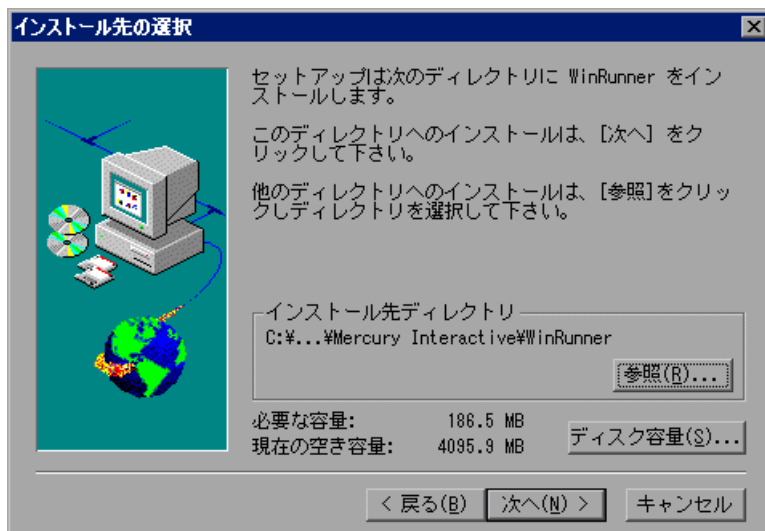 インストール先の選択
セットアップは次のディレクトリに WinRunner をイン
ストールします。
このディレクトリへのインストールは、[次へ] をク
リックして下さい。
他のディレクトリへのインストールは、[参照]をクリッ
クしディレクトリを選択して下さい。
インストール先ディレクトリ
C:¥...¥Mercury Interactive¥WinRunner
参照(R)...
必要な容量: 186.5 MB
現在の空き容量: 4095.9 MB
ディスク容量(S)...
< 戻る(B) 次へ(N) > キャンセル